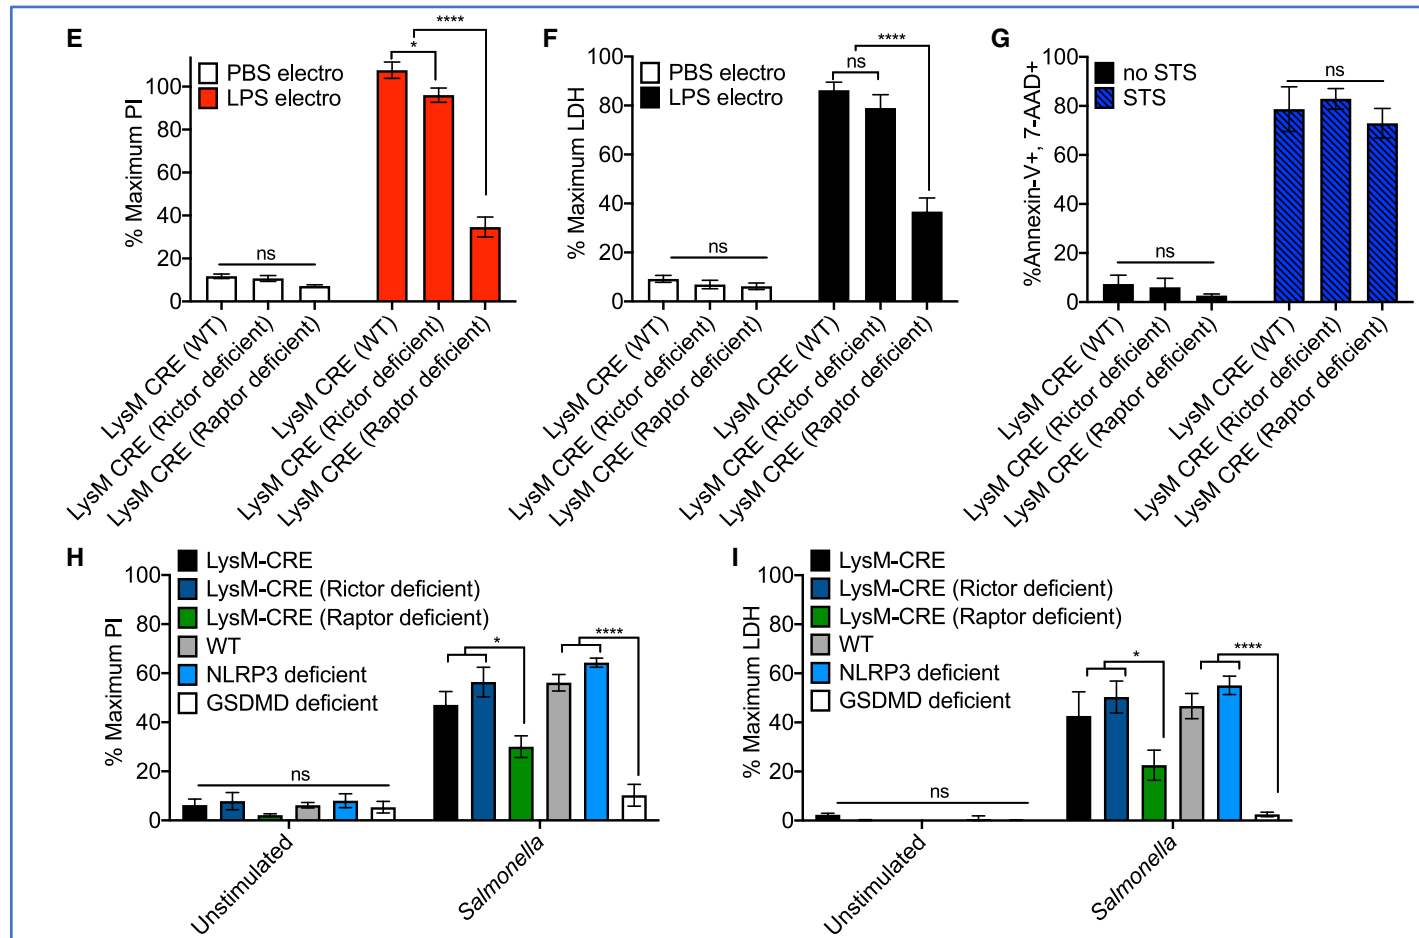 E
% Maximum PI
100
80
60
40
20
0
PBS electro
LPS electro
ns
*
****
LysM CRE (WT)
LysM CRE (Rictor deficient)
LysM CRE (Raptor deficient)
LysM CRE (WT)
LysM CRE (Rictor deficient)
LysM CRE (Raptor deficient)
F
% Maximum LDH
100
80
60
40
20
0
PBS electro
LPS electro
ns
ns
****
LysM CRE (WT)
LysM CRE (Rictor deficient)
LysM CRE (Raptor deficient)
LysM CRE (WT)
LysM CRE (Rictor deficient)
LysM CRE (Raptor deficient)
G
%Annexin-V+, 7-AAD+
100
80
60
40
20
0
no STS
STS
ns
ns
LysM CRE (WT)
LysM CRE (Rictor deficient)
LysM CRE (Raptor deficient)
LysM CRE (WT)
LysM CRE (Rictor deficient)
LysM CRE (Raptor deficient)
H
% Maximum PI
100
80
60
40
20
0
LysM-CRE
LysM-CRE (Rictor deficient)
LysM-CRE (Raptor deficient)
WT
NLRP3 deficient
GSDMD deficient
ns
*
****
Unstimulated
Salmonella
I
% Maximum LDH
100
80
60
40
20
0
LysM-CRE
LysM-CRE (Rictor deficient)
LysM-CRE (Raptor deficient)
WT
NLRP3 deficient
GSDMD deficient
ns
*
****
Unstimulated
Salmonella